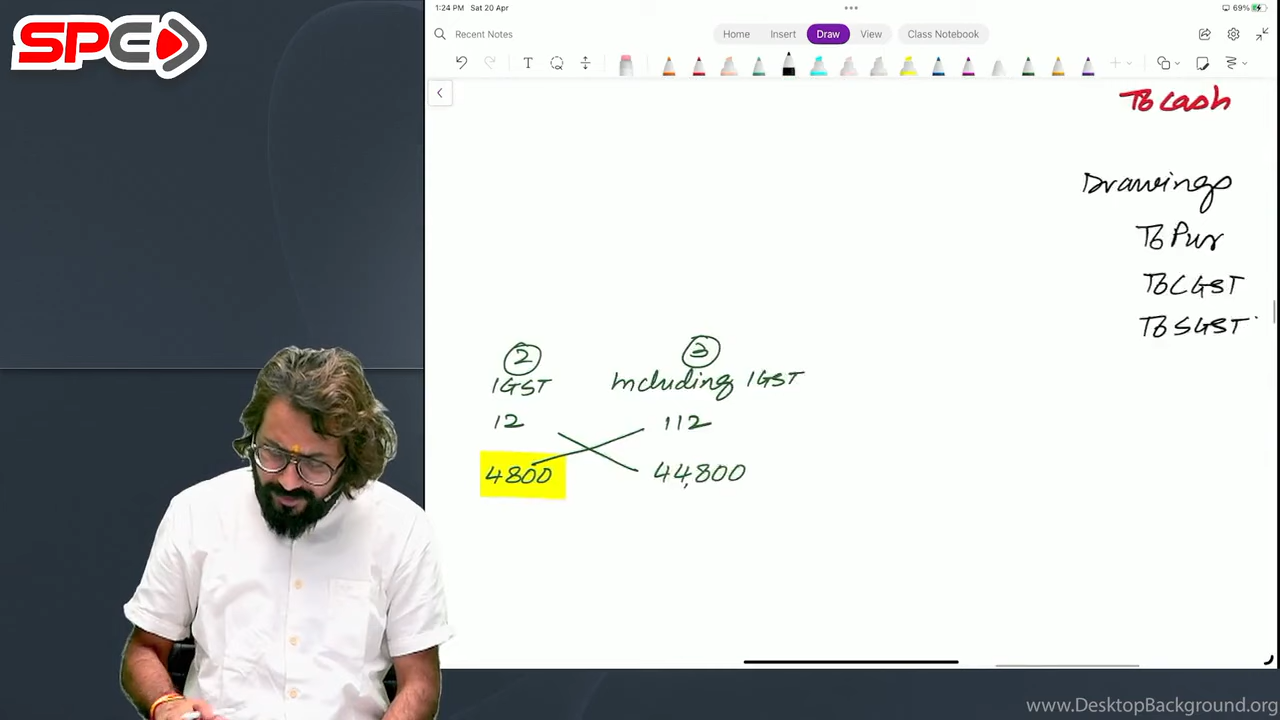 SPC
1:24 PM Sat 20 Apr
69%
Recent Notes
Home Insert Draw View Class Notebook
To Cash
Drawings
To Pur
To CGST
To SGST
2 3
IGST Including IGST
12 112
4800 44,800
www.DesktopBackground.org